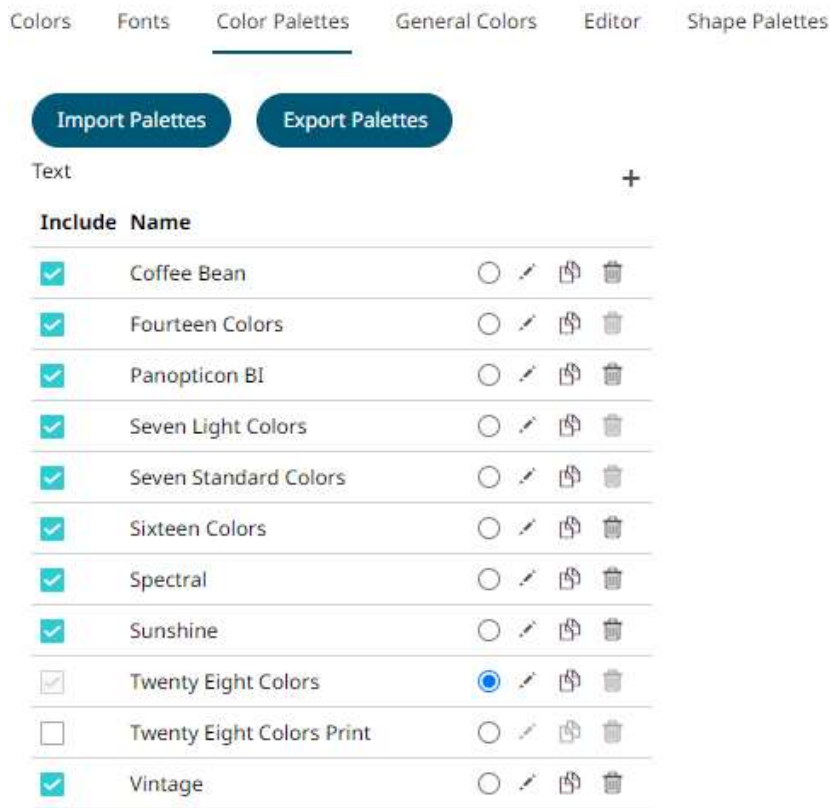 Colors Fonts Color Palettes General Colors Editor Shape Palettes
Import Palettes Export Palettes
Text
Include Name
Coffee Bean
Fourteen Colors
Panopticon BI
Seven Light Colors
Seven Standard Colors
Sixteen Colors
Spectral
Sunshine
Twenty Eight Colors
Twenty Eight Colors Print
Vintage